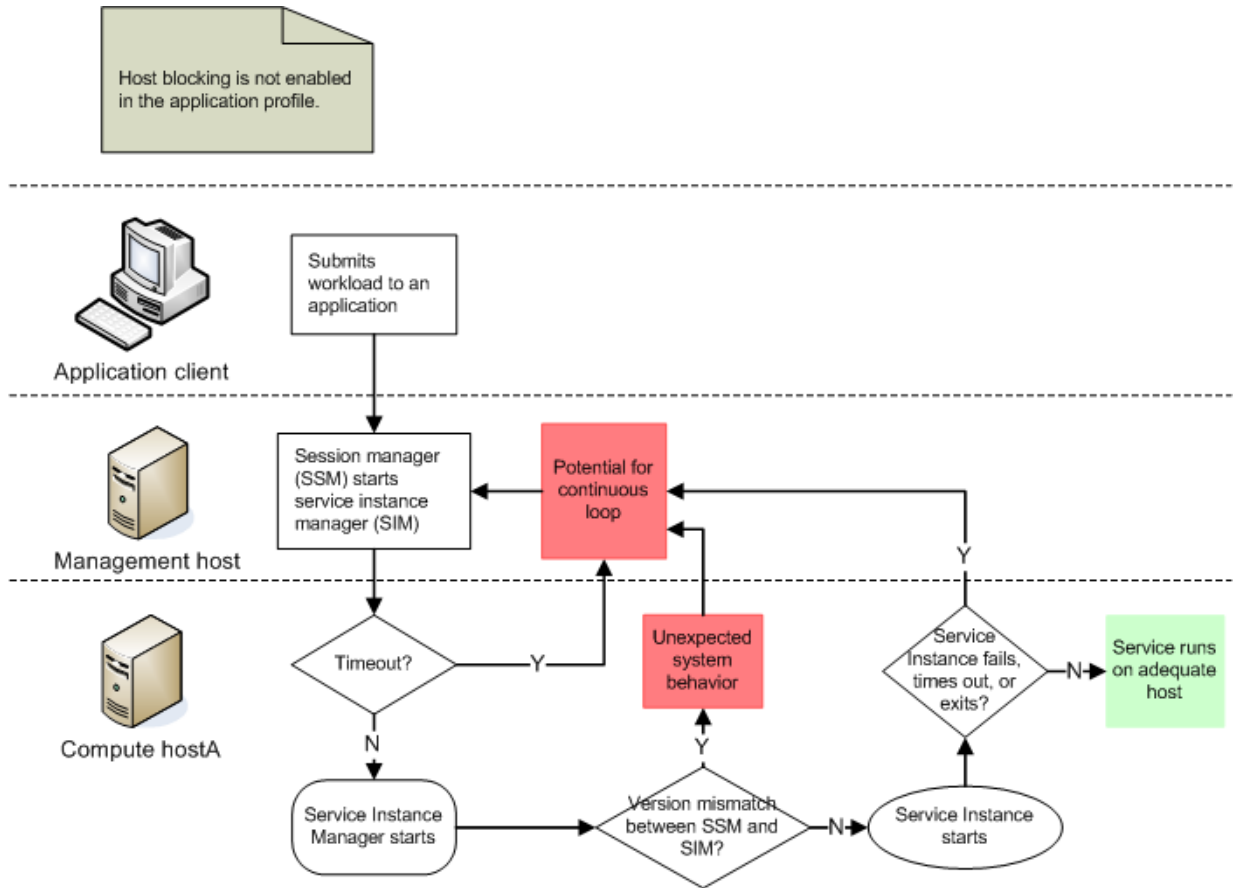 Host blocking is not enabled
in the application profile.
Submits
workload to an
application
Application client
Session manager
(SSM) starts
service instance
manager (SIM)
Potential for
continuous
loop
Management host
Y
Timeout?
Y
Unexpected
system
behavior
Service
Instance fails,
times out, or
exits?
N
Service runs
on adequate
host
Compute hostA
N
Y
Service Instance
Manager starts
Version mismatch
between SSM and
SIM?
N
Service Instance
starts